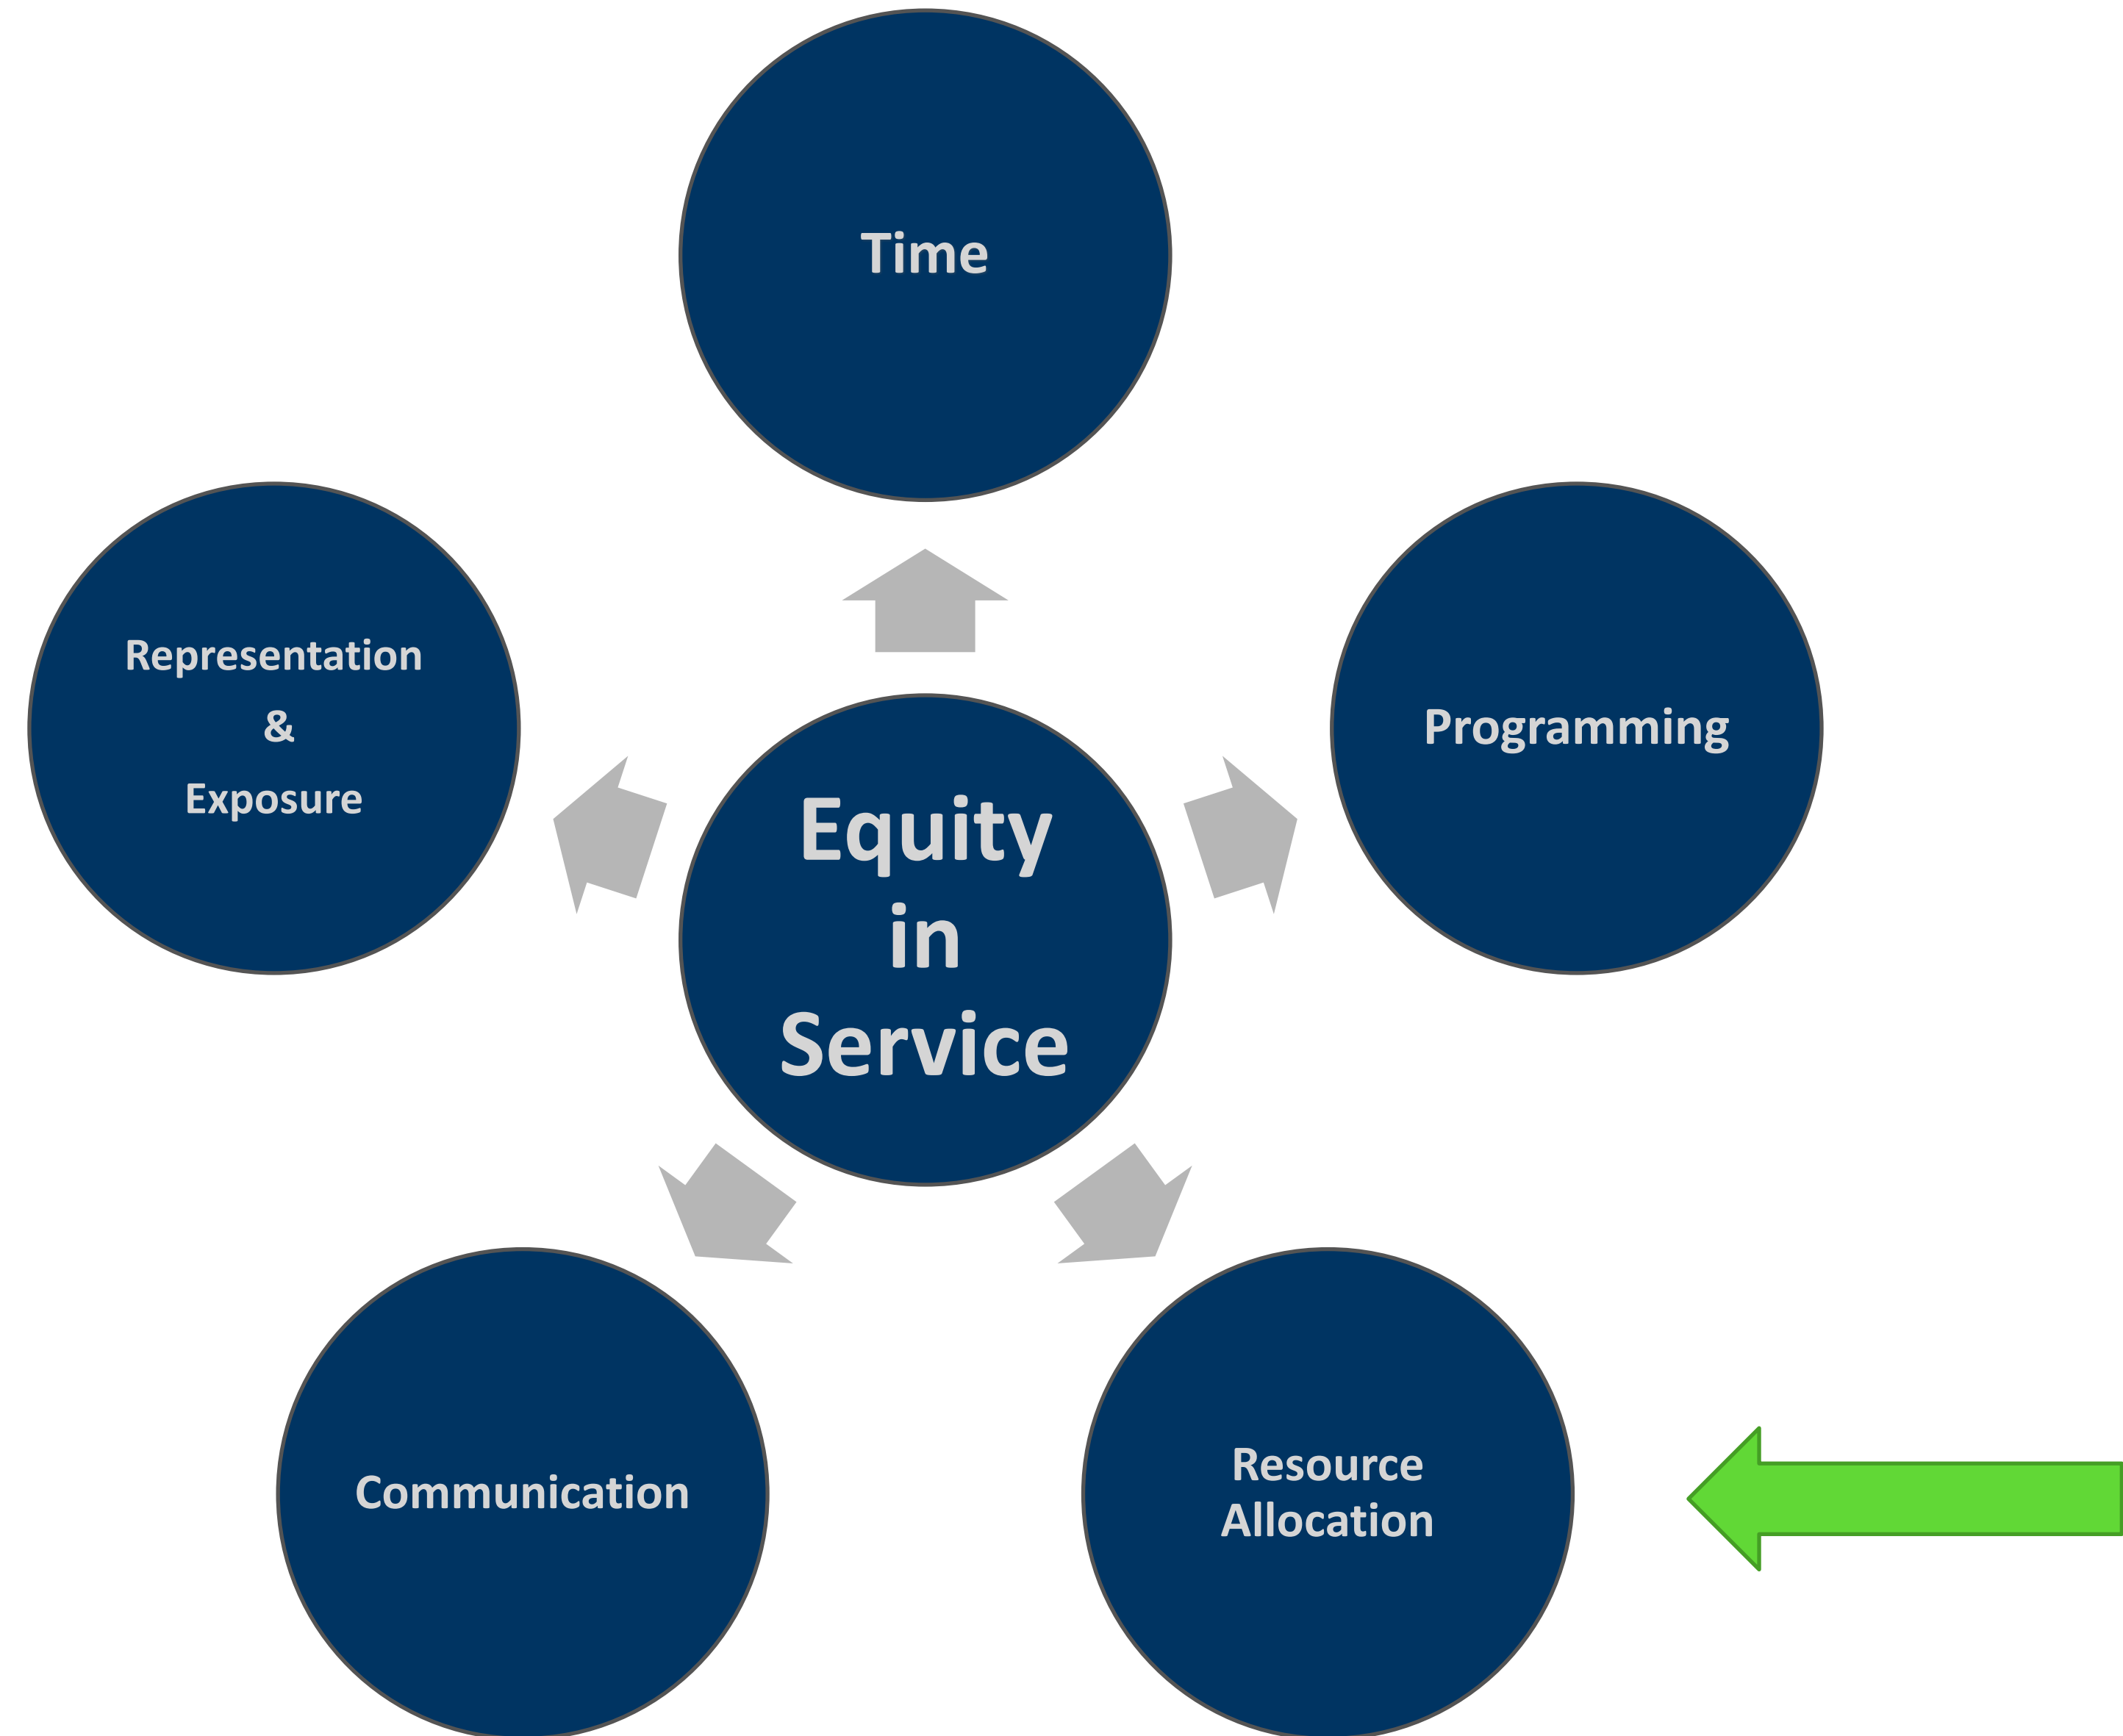 Time
Representation
&
Exposure
Programming
Equity
in
Service
Communication
Resource
Allocation